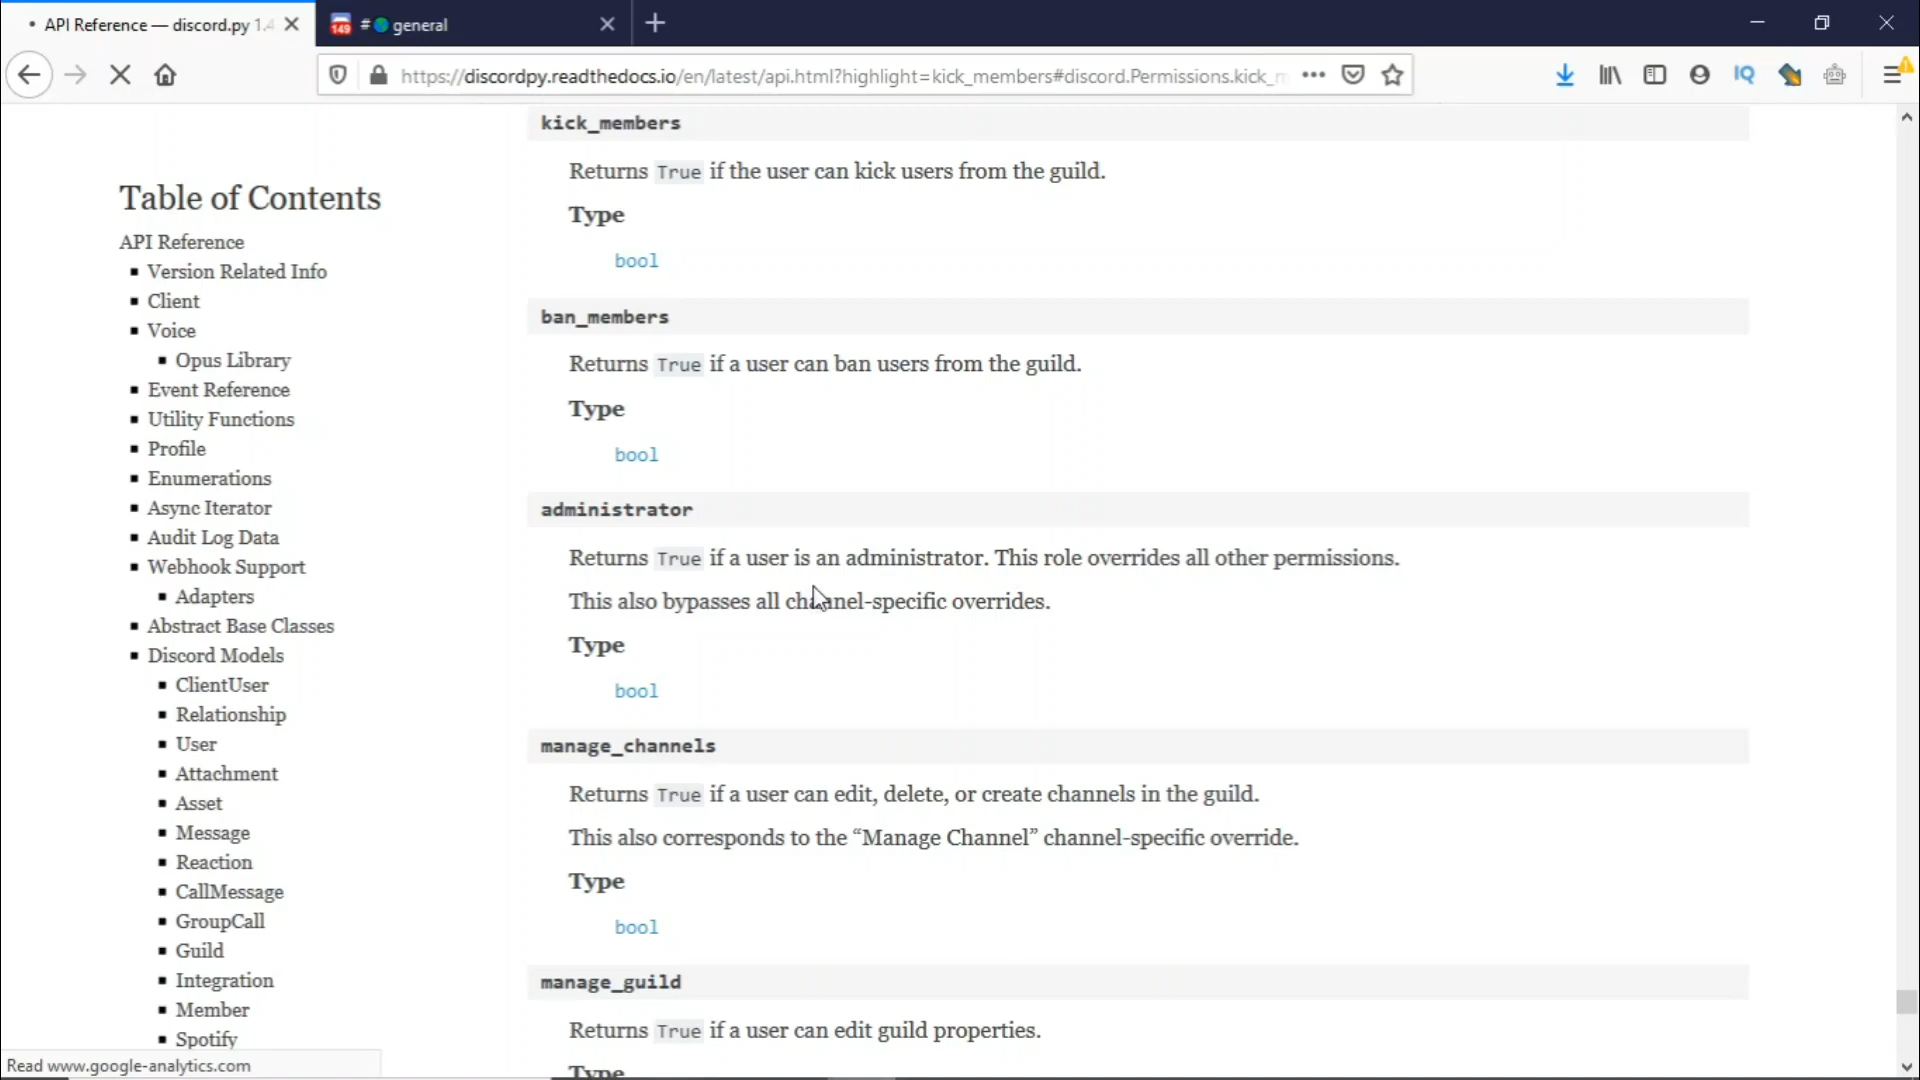 API Reference — discord.py 1.4
149 # general
https://discordpy.readthedocs.io/en/latest/api.html?highlight=kick_members#discord.Permissions.kick_m
IQ
Table of Contents
API Reference
Version Related Info
Client
Voice
Opus Library
Event Reference
Utility Functions
Profile
Enumerations
Async Iterator
Audit Log Data
Webhook Support
Adapters
Abstract Base Classes
Discord Models
ClientUser
Relationship
User
Attachment
Asset
Message
Reaction
CallMessage
GroupCall
Guild
Integration
Member
Spotify
kick_members
Returns True if the user can kick users from the guild.
Type
bool
ban_members
Returns True if a user can ban users from the guild.
Type
bool
administrator
Returns True if a user is an administrator. This role overrides all other permissions.
This also bypasses all channel-specific overrides.
Type
bool
manage_channels
Returns True if a user can edit, delete, or create channels in the guild.
This also corresponds to the “Manage Channel” channel-specific override.
Type
bool
manage_guild
Returns True if a user can edit guild properties.
Type
Read www.google-analytics.com